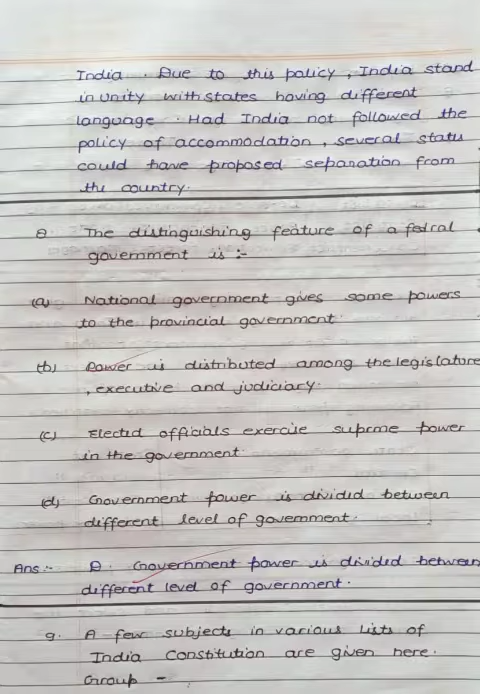 India . Due to this policy , India stand
in unity with states having different
language . Had India not followed the
policy of accommodation , several status
could have proposed separation from
the country.
8. The distinguishing feature of a fedral
government is :-
(a) National government gives some powers
to the provincial government.
(b) Power is distributed among the legislature
, executive and judiciary.
(c) Elected officials exercise suprme power
in the government.
(d) Government power is divided between
different level of government.
Ans :- D. Government power is divided between
different level of government.
9. A few subjects in various lists of
India Constitution are given here.
Group -